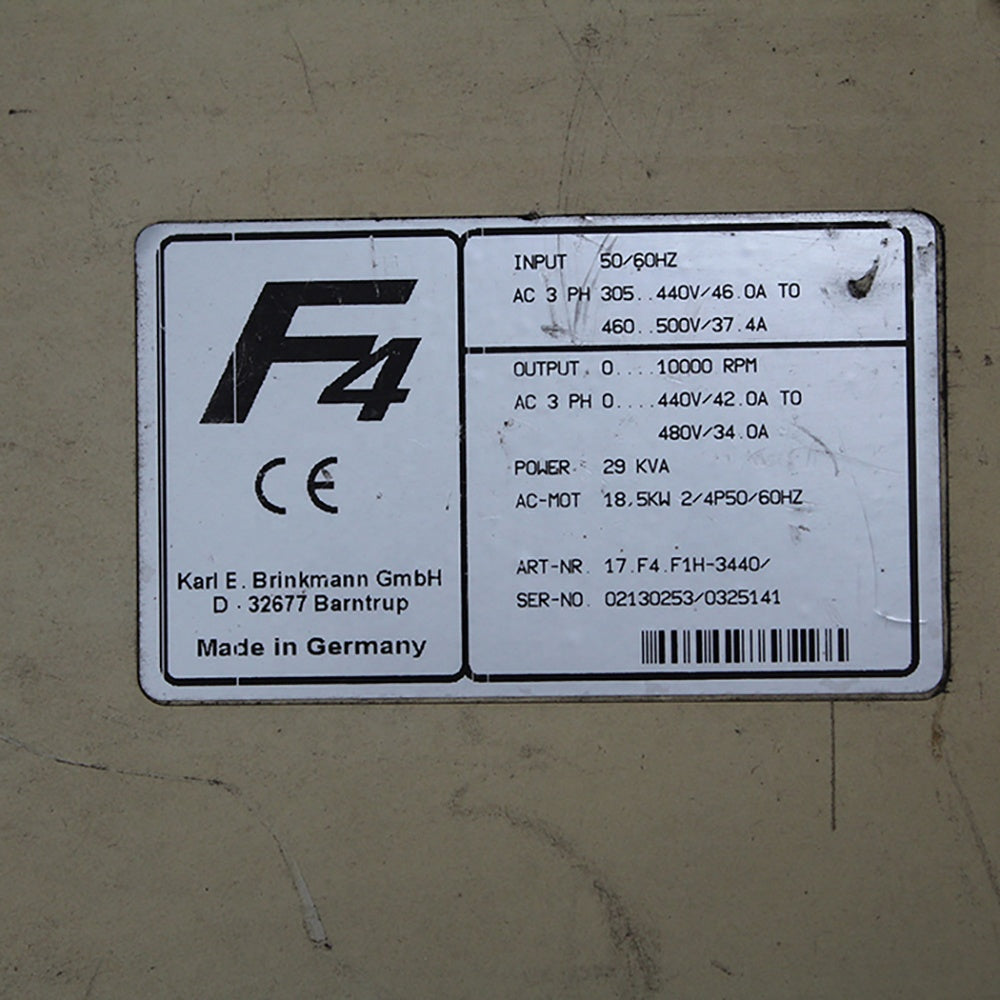 F4
CE
Karl E. Brinkmann GmbH
D - 32677 Barntrup
Made in Germany
INPUT 50/60HZ
AC 3 PH 305..440V/46.0A TO
460..500V/37.4A
OUTPUT 0....10000 RPM
AC 3 PH 0....440V/42.0A TO
480V/34.0A
POWER 29 KVA
AC-MOT 18,5KW 2/4P50/60HZ
ART-NR. 17.F4.F1H-3440/
SER-NO. 02130253/0325141